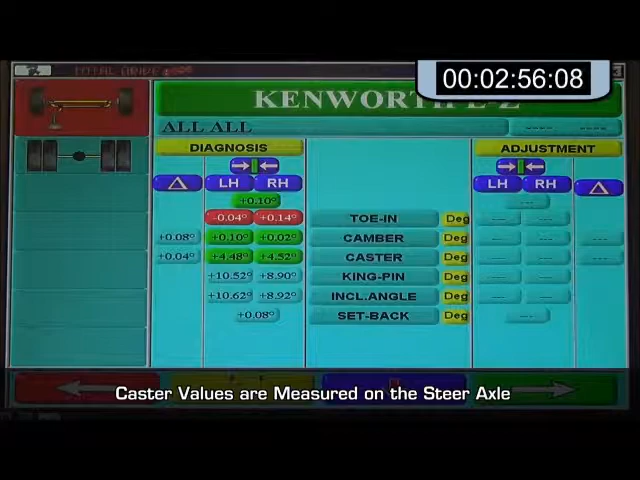 00:02:56:08
KENWORTH E-Z
ALL ALL
---- ----
DIAGNOSIS
ADJUSTMENT
LH RH
LH RH
+0.10°
---
-0.04° +0.14° TOE-IN Deg --- ---
+0.08° +0.10° +0.02° CAMBER Deg --- --- ---
+0.04° +4.48° +4.52° CASTER Deg --- --- ---
+10.52° +8.90° KING-PIN Deg --- ---
+10.62° +8.92° INCL.ANGLE Deg --- ---
+0.08° SET-BACK Deg ---
Caster Values are Measured on the Steer Axle